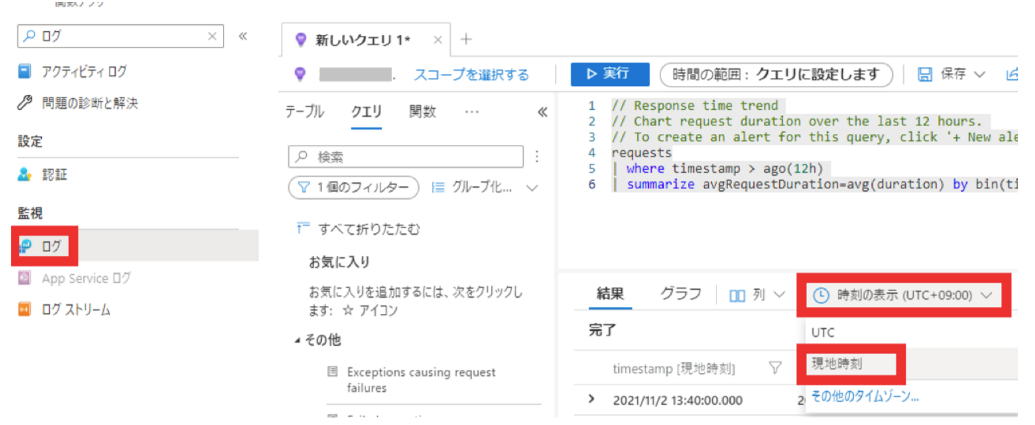 ログ
アクティビティ ログ
問題の診断と解決
設定
認証
監視
ログ
App Service ログ
ログ ストリーム
新しいクエリ 1*
スコープを選択する
実行
時間の範囲 : クエリに設定します
保存
テーブル クエリ 関数 ...
検索
1 個のフィルター
グループ化...
すべて折りたたむ
お気に入り
お気に入りを追加するには、次をクリックし
ます: ☆ アイコン
その他
Exceptions causing request
failures
1 // Response time trend
2 // Chart request duration over the last 12 hours.
3 // To create an alert for this query, click '+ New ale
4 requests
5 | where timestamp > ago(12h)
6 | summarize avgRequestDuration=avg(duration) by bin(ti
結果 グラフ 列 時刻の表示 (UTC+09:00)
完了
UTC
現地時刻
その他のタイムゾーン...
timestamp [現地時刻]
2021/11/2 13:40:00.000